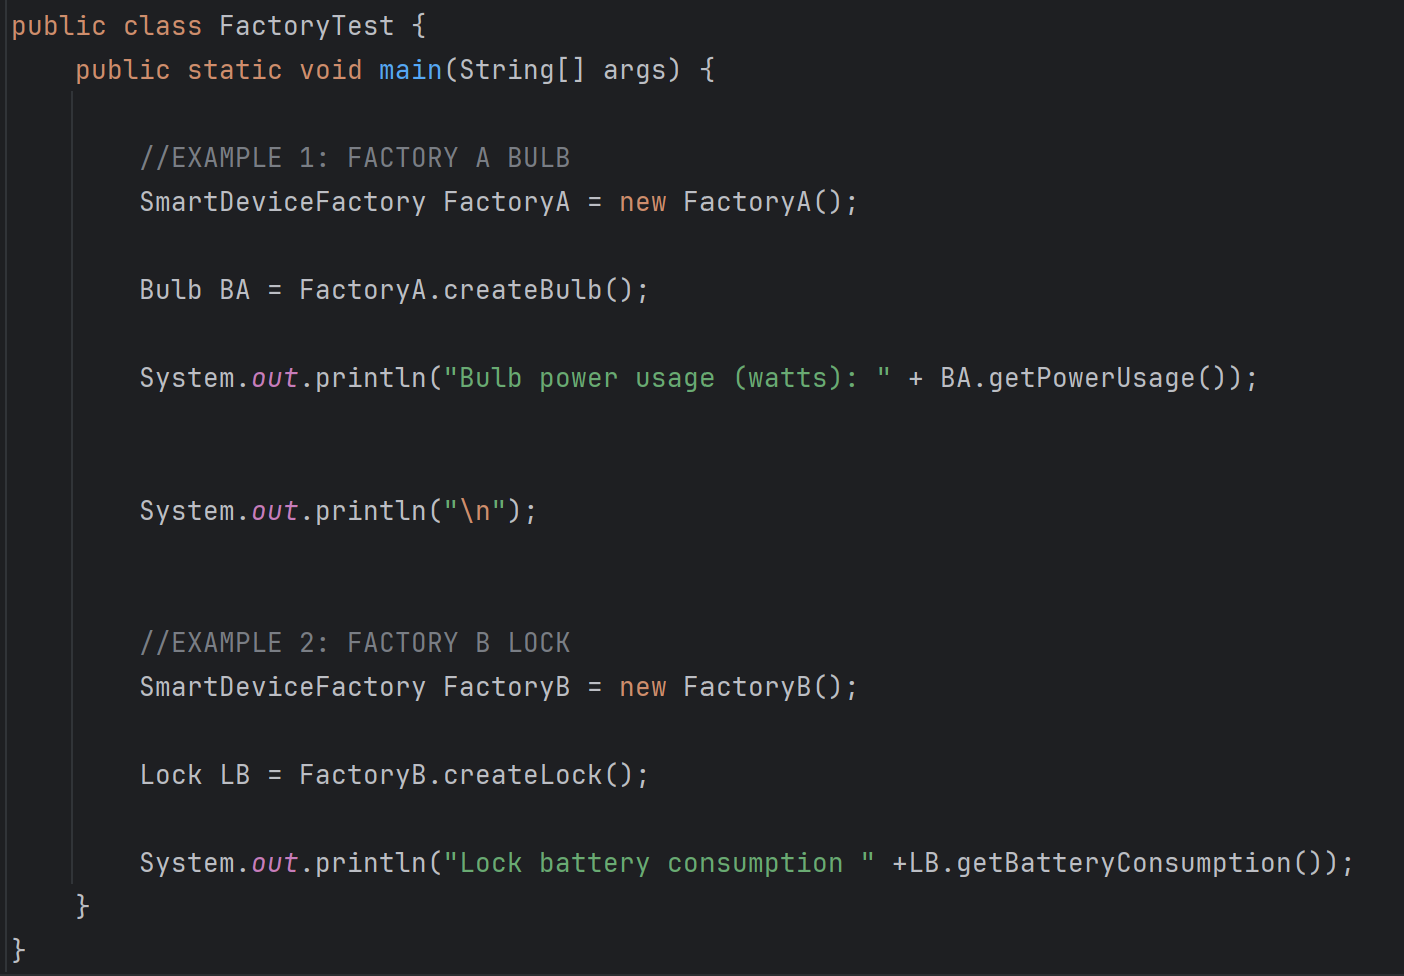 public class FactoryTest {
    public static void main(String[] args) {
        //EXAMPLE 1: FACTORY A BULB
        SmartDeviceFactory FactoryA = new FactoryA();
        Bulb BA = FactoryA.createBulb();
        System.out.println("Bulb power usage (watts): " + BA.getPowerUsage());
        System.out.println("\n");
        //EXAMPLE 2: FACTORY B LOCK
        SmartDeviceFactory FactoryB = new FactoryB();
        Lock LB = FactoryB.createLock();
        System.out.println("Lock battery consumption " +LB.getBatteryConsumption());
    }
}